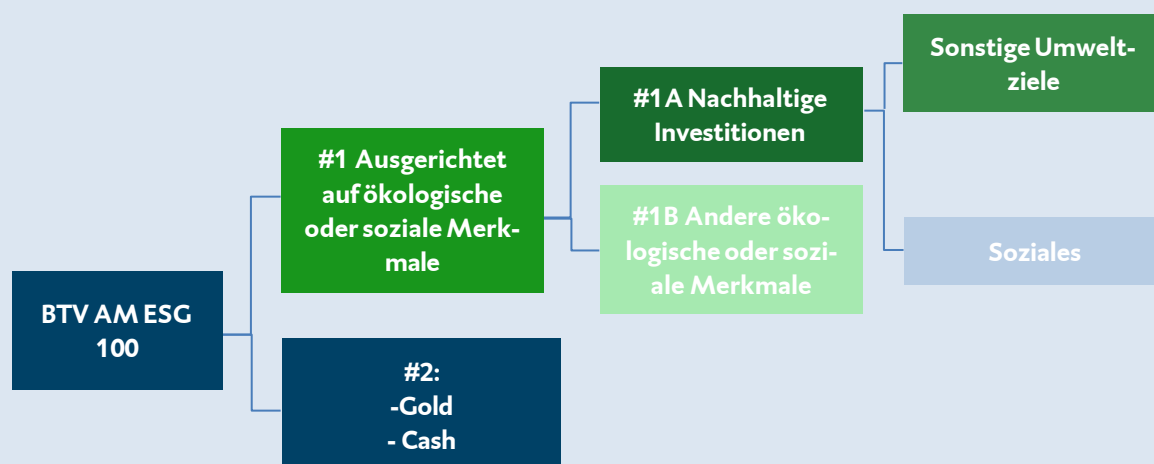 BTV AM ESG
100
#1 Ausgerichtet
auf ökologische
oder soziale Merk-
male
#2:
-Gold
- Cash
#1A Nachhaltige
Investitionen
#1B Andere öko-
logische oder sozi-
ale Merkmale
Sonstige Umwelt-
ziele
Soziales